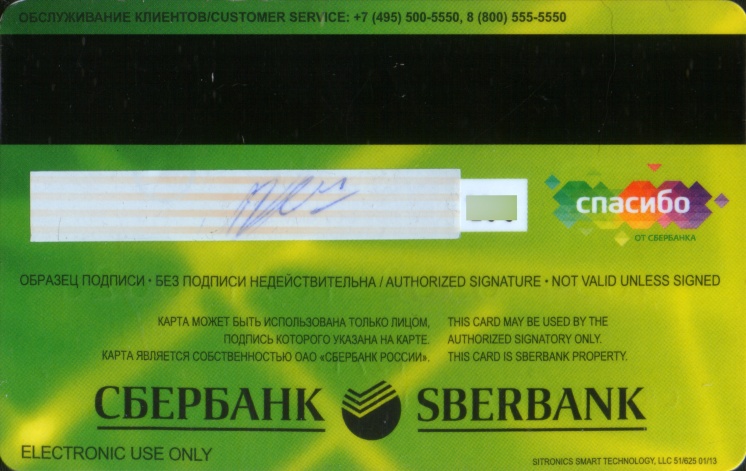 ОБСЛУЖИВАНИЕ КЛИЕНТОВ/CUSTOMER SERVICE: +7 (495) 500-5550, 8 (800) 555-5550
спасибо
ОТ СБЕРБАНКА
ОБРАЗЕЦ ПОДПИСИ • БЕЗ ПОДПИСИ НЕДЕЙСТВИТЕЛЬНА / AUTHORIZED SIGNATURE • NOT VALID UNLESS SIGNED
КАРТА МОЖЕТ БЫТЬ ИСПОЛЬЗОВАНА ТОЛЬКО ЛИЦОМ,
ПОДПИСЬ КОТОРОГО УКАЗАНА НА КАРТЕ.
КАРТА ЯВЛЯЕТСЯ СОБСТВЕННОСТЬЮ ОАО «СБЕРБАНК РОССИИ».
THIS CARD MAY BE USED BY THE
AUTHORIZED SIGNATORY ONLY.
THIS CARD IS SBERBANK PROPERTY.
СБЕРБАНК SBERBANK
ELECTRONIC USE ONLY
SITRONICS SMART TECHNOLOGY, LLC 51/625 01/13